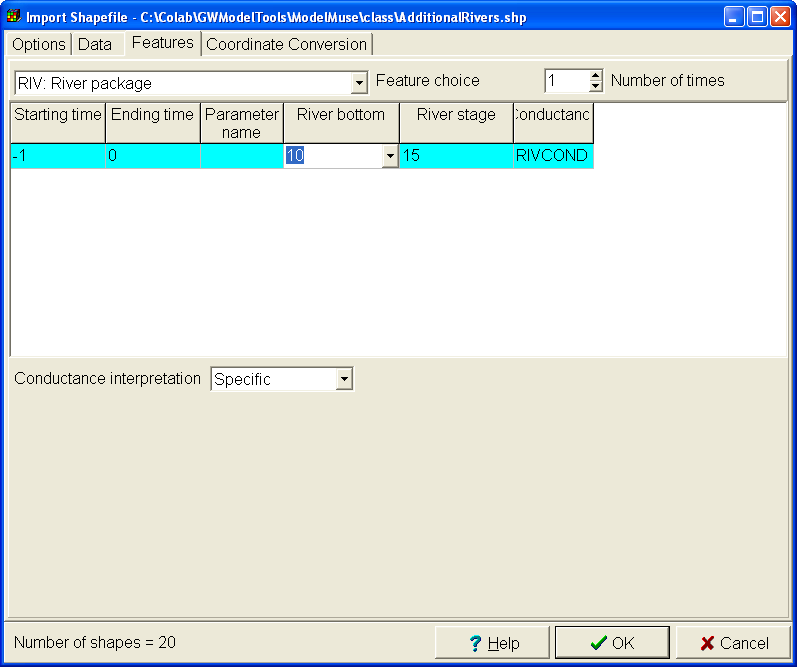 Import Shapefile - C:\Colab\GWModelTools\ModelMuse\class\AdditionalRivers.shp
Options Data Features Coordinate Conversion
RIV: River package Feature choice 1 Number of times
Starting time Ending time Parameter name River bottom River stage Conductanc
-1 0 10 15 RIVCOND
Conductance interpretation Specific
Number of shapes = 20 ? Help OK Cancel